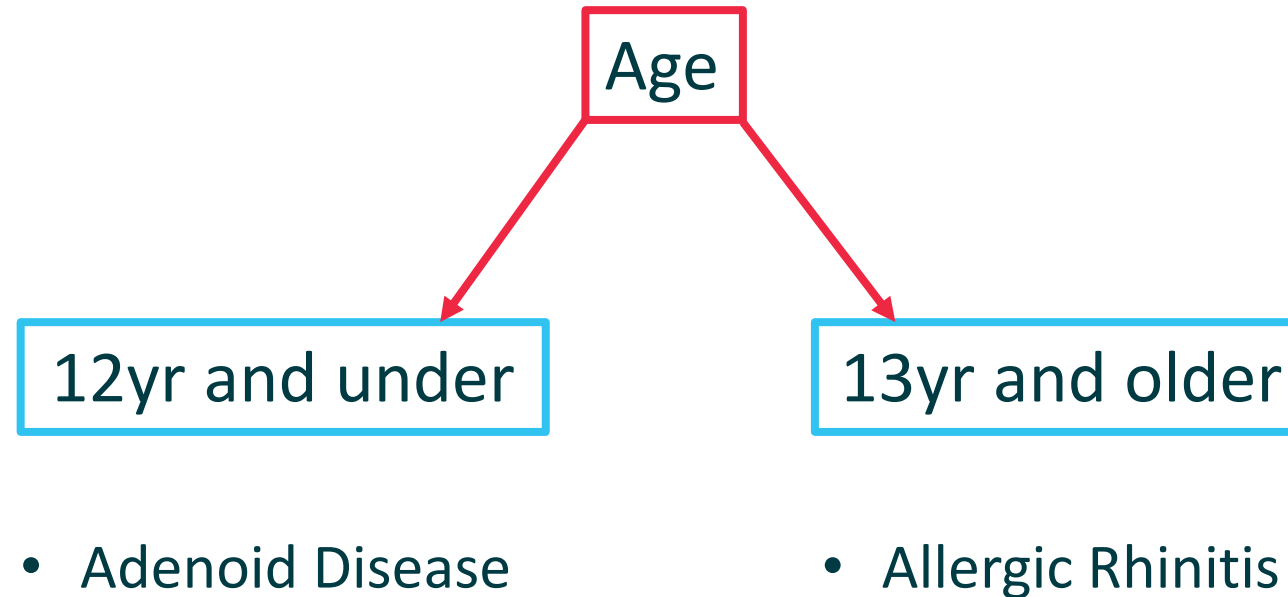 Age
12yr and under
13yr and older
• Adenoid Disease
• Allergic Rhinitis